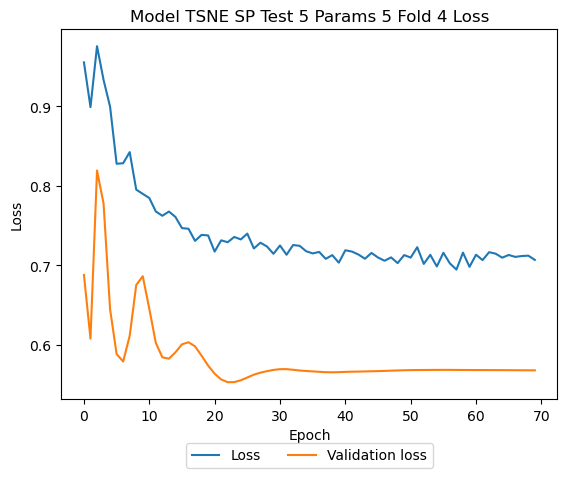 Model TSNE SP Test 5 Params 5 Fold 4 Loss
Loss
0.9
0.8
0.7
0.6
0 10 20 30 40 50 60 70
Epoch
Loss Validation loss